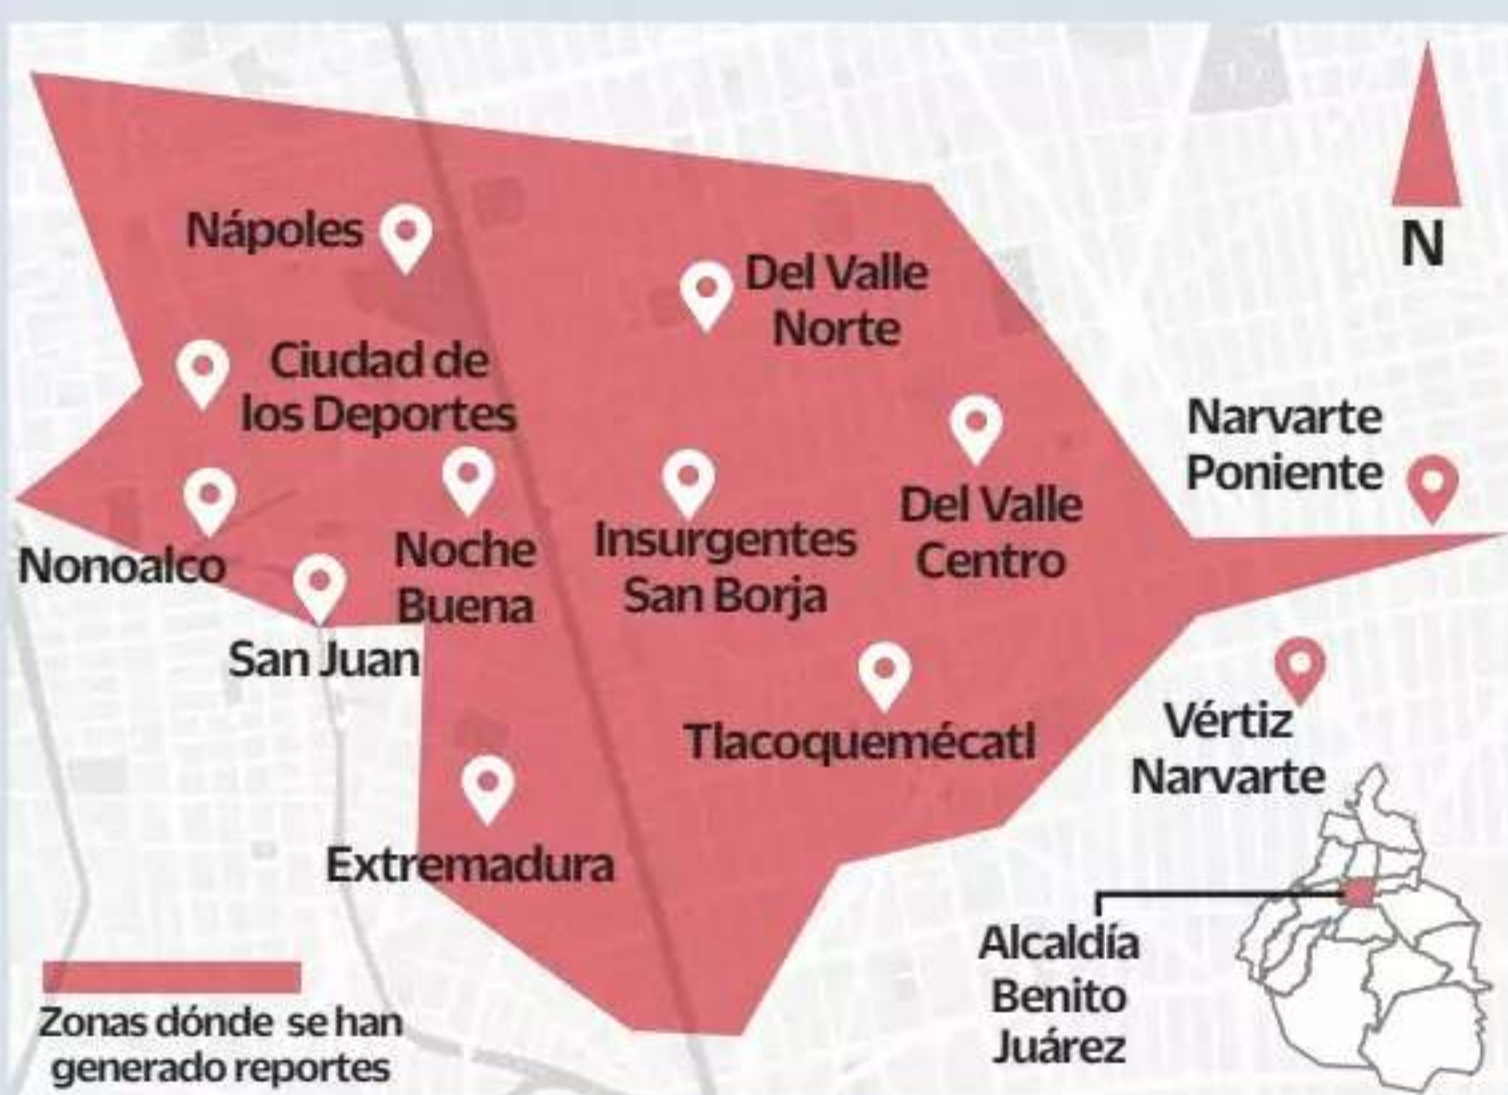 N
Nápoles
Del Valle
Norte
Ciudad de
los Deportes
Narvarte
Poniente
Del Valle
Centro
Noche
Buena
Insurgentes
San Borja
Nonoalco
San Juan
Vértiz
Narvarte
Tlacoquemécatl
Extremadura
Alcaldía
Benito
Juárez
Zonas dónde se han
generado reportes